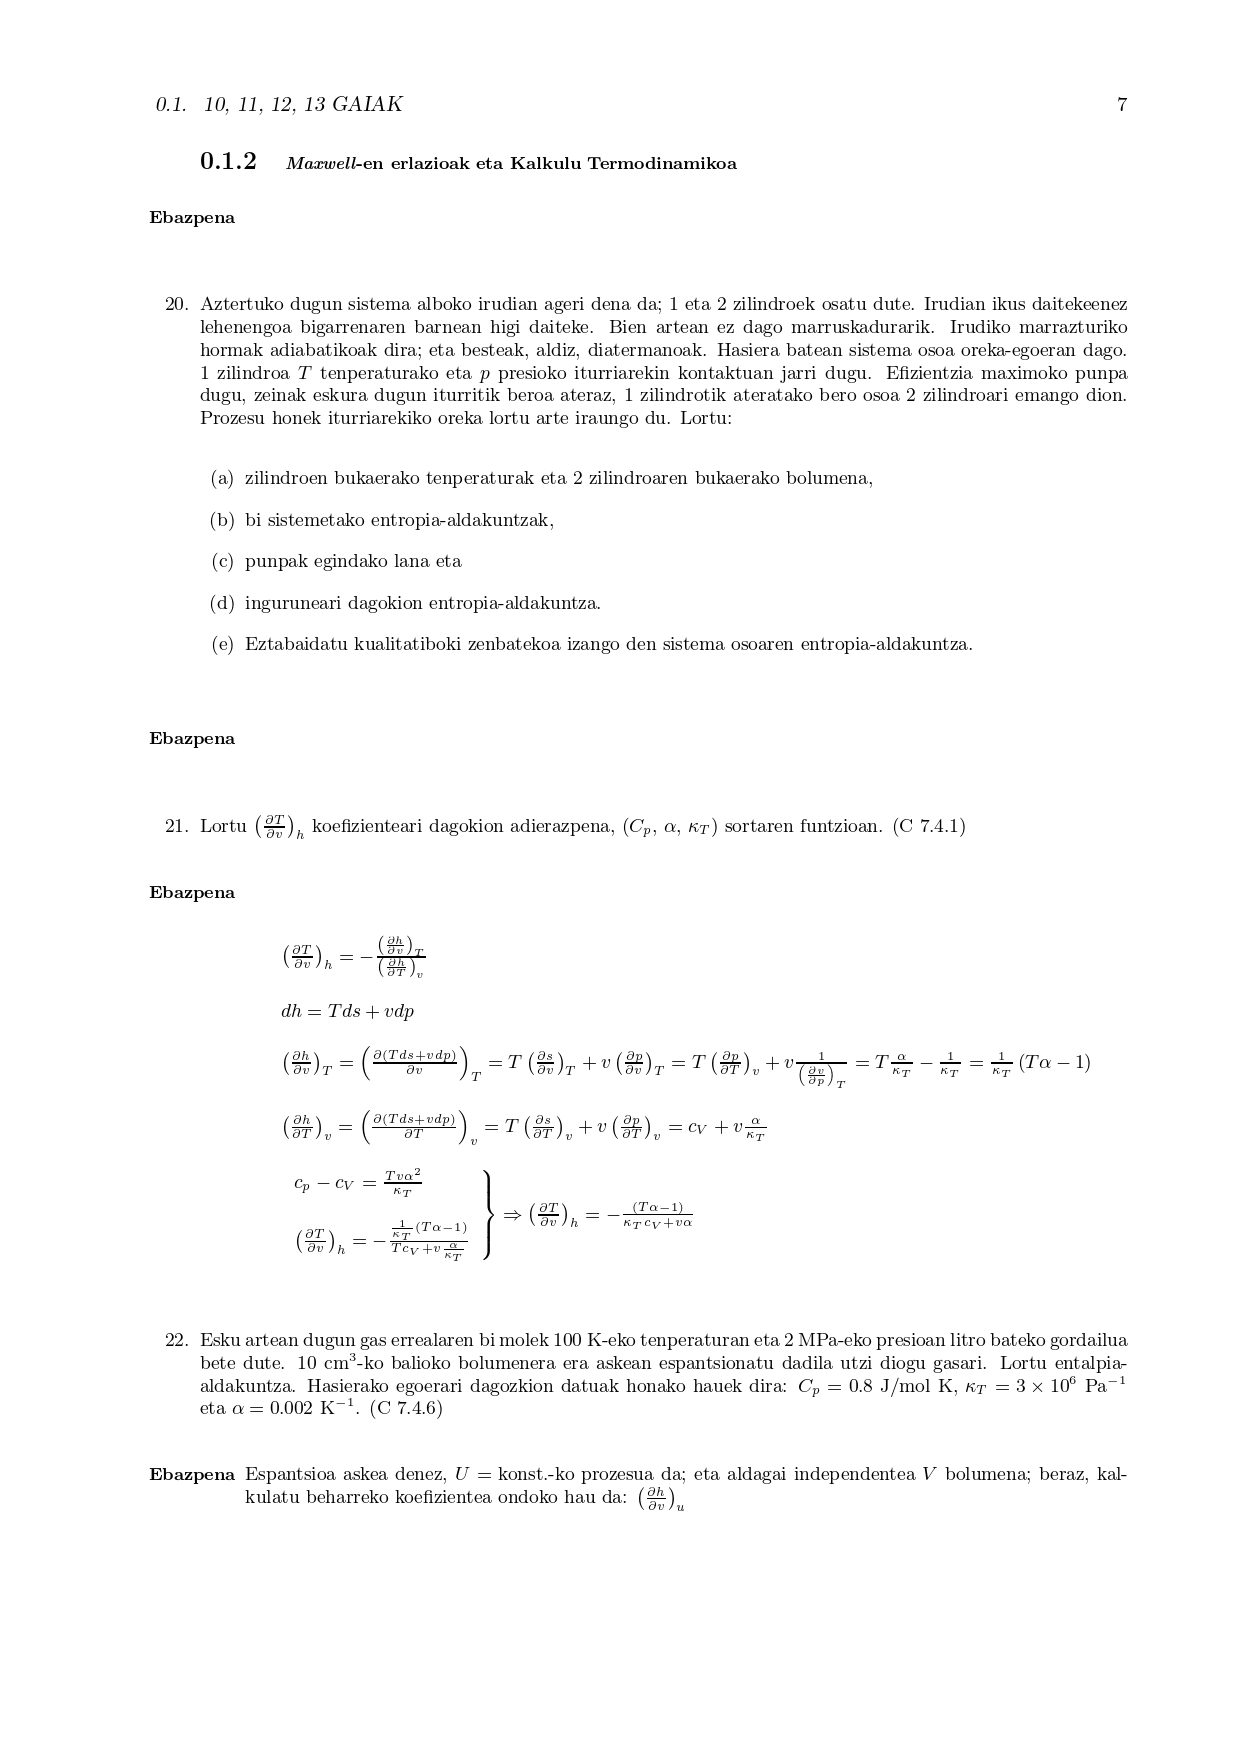 0.1. 10, 11, 12, 13 GAIAK 7
0.1.2 Maxwell-en erlazioak eta Kalkulu Termodinamikoa
Ebazpena
20. Aztertuko dugun sistema alboko irudian ageri dena da; 1 eta 2 zilindroek osatu dute. Irudian ikus daitekeenez
lehenengoa bigarrenaren barnean higi daiteke. Bien artean ez dago marruskadurarik. Irudiko marrazturiko
hormak adiabatikoak dira; eta besteak, aldiz, diatermanoak. Hasiera batean sistema osoa oreka-egoeran dago.
1 zilindroa T tenperaturako eta p presioko iturriarekin kontaktuan jarri dugu. Efizientzia maximoko punpa
dugu, zeinak eskura dugun iturritik beroa ateraz, 1 zilindrotik ateratako bero osoa 2 zilindroari emango dion.
Prozesu honek iturriarekiko oreka lortu arte iraungo du. Lortu:
(a) zilindroen bukaerako tenperaturak eta 2 zilindroaren bukaerako bolumena,
(b) bi sistemetako entropia-aldakuntzak,
(c) punpak egindako lana eta
(d) inguruneari dagokion entropia-aldakuntza.
(e) Eztabaidatu kualitatiboki zenbatekoa izango den sistema osoaren entropia-aldakuntza.
Ebazpena
21. Lortu $\left(\frac{\partial T}{\partial v}\right)_h$ koefizienteari dagokion adierazpena, ($C_p$, $\alpha$, $\kappa_T$) sortaren funtzioan. (C 7.4.1)
Ebazpena
$\left(\frac{\partial T}{\partial v}\right)_h = -\frac{\left(\frac{\partial h}{\partial v}\right)_T}{\left(\frac{\partial h}{\partial T}\right)_v}$
$dh = Tds + vdp$
$\left(\frac{\partial h}{\partial v}\right)_T = \left(\frac{\partial (Tds+vdp)}{\partial v}\right)_T = T\left(\frac{\partial s}{\partial v}\right)_T + v\left(\frac{\partial p}{\partial v}\right)_T = T\left(\frac{\partial p}{\partial T}\right)_v + v\frac{1}{\left(\frac{\partial v}{\partial p}\right)_T} = T\frac{\alpha}{\kappa_T} - \frac{1}{\kappa_T} = \frac{1}{\kappa_T}(T\alpha - 1)$
$\left(\frac{\partial h}{\partial T}\right)_v = \left(\frac{\partial (Tds+vdp)}{\partial T}\right)_v = T\left(\frac{\partial s}{\partial T}\right)_v + v\left(\frac{\partial p}{\partial T}\right)_v = c_V + v\frac{\alpha}{\kappa_T}$
$\left.\begin{array}{l} c_p - c_V = \frac{Tv\alpha^2}{\kappa_T} \\ \left(\frac{\partial T}{\partial v}\right)_h = -\frac{\frac{1}{\kappa_T}(T\alpha-1)}{Tc_V+v\frac{\alpha}{\kappa_T}} \end{array}\right\} \Rightarrow \left(\frac{\partial T}{\partial v}\right)_h = -\frac{(T\alpha-1)}{\kappa_T c_V+v\alpha}$
22. Esku artean dugun gas errealaren bi molek 100 K-eko tenperaturan eta 2 MPa-eko presioan litro bateko gordailua
bete dute. 10 cm³-ko balioko bolumenera era askean espantsionatu dadila utzi diogu gasari. Lortu entalpia-
aldakuntza. Hasierako egoerari dagozkion datuak honako hauek dira: $C_p = 0.8$ J/mol K, $\kappa_T = 3 \times 10^6$ Pa$^{-1}$
eta $\alpha = 0.002$ K$^{-1}$. (C 7.4.6)
Ebazpena Espantsioa askea denez, U = konst.-ko prozesua da; eta aldagai independentea V bolumena; beraz, kal-
kulatu beharreko koefizientea ondoko hau da: $\left(\frac{\partial h}{\partial v}\right)_u$